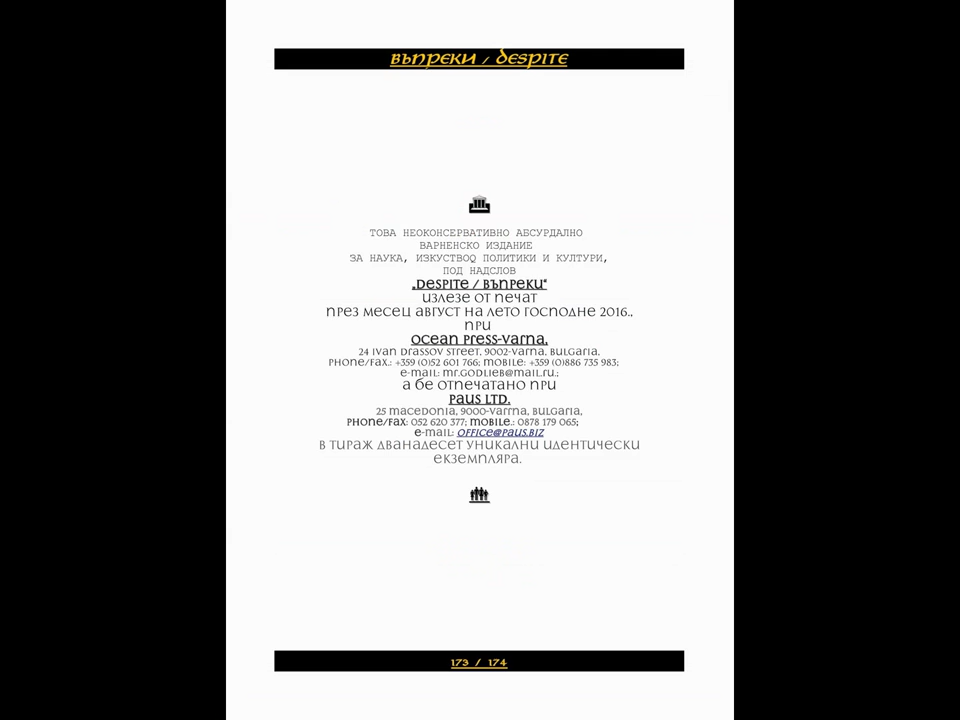 ВЪПРЕКИ / DESPITE
ТОВА НЕОКОНСЕРВАТИВНО АБСУРДАЛНО
ВАРНЕНСКО ИЗДАНИЕ
ЗА НАУКА, ИЗКУСТВОQ ПОЛИТИКИ И КУЛТУРИ,
ПОД НАДСЛОВ
„DESPITE / ВЪПРЕКИ“
ИЗЛЕЗЕ ОТ ПЕЧАТ
ПРЕЗ МЕСЕЦ АВГУСТ НА ЛЕТО ГОСПОДНЕ 2016.,
ПРИ
OCEAN PRESS-VARNA,
24 IVAN DRASSOV STREET, 9002-VARNA, BULGARIA,
PHONE/FAX.: +359 (0)52 601 766; MOBILE: +359 (0)886 735 983;
E-MAIL: MR.GODLIEB@MAIL.RU.;
А БЕ ОТПЕЧАТАНО ПРИ
PAUS LTD.
25 MACEDONIA, 9000-VARRNA, BULGARIA,
PHONE/FAX: 052 620 377; MOBILE.: 0878 179 065;
E-MAIL: OFFICE@PAUS.BIZ
В ТИРАЖ ДВАНАДЕСЕТ УНИКАЛНИ ИДЕНТИЧЕСКИ
ЕКЗЕМПЛЯРА.
173 / 174